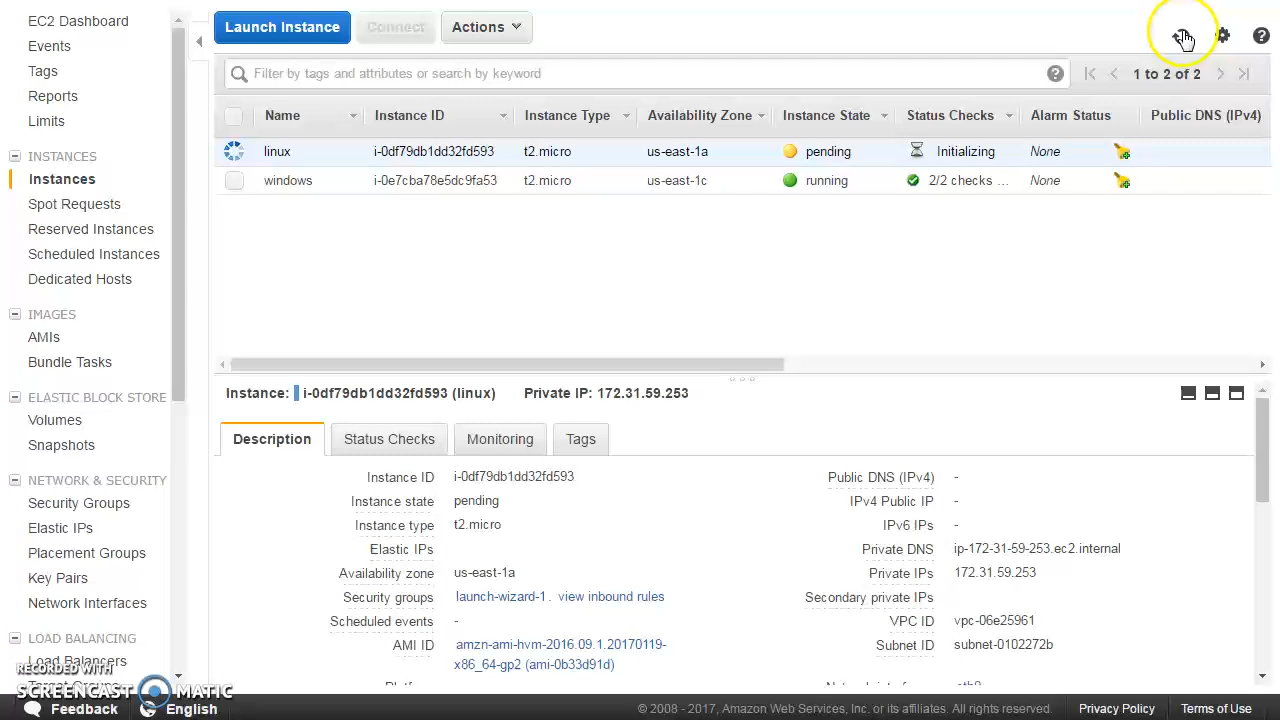 EC2 Dashboard
Events
Tags
Reports
Limits
INSTANCES
Instances
Spot Requests
Reserved Instances
Scheduled Instances
Dedicated Hosts
IMAGES
AMIs
Bundle Tasks
ELASTIC BLOCK STORE
Volumes
Snapshots
NETWORK & SECURITY
Security Groups
Elastic IPs
Placement Groups
Key Pairs
Network Interfaces
LOAD BALANCING
Load Balancers
RECORDED WITH
SCREENCAST MATIC
Launch Instance Connect Actions
Filter by tags and attributes or search by keyword 1 to 2 of 2
Name Instance ID Instance Type Availability Zone Instance State Status Checks Alarm Status Public DNS (IPv4)
linux i-0df79db1dd32fd593 t2.micro us-east-1a pending Initializing None
windows i-0e7cba78e5dc9fa53 t2.micro us-east-1c running 2/2 checks ... None
Instance: i-0df79db1dd32fd593 (linux) Private IP: 172.31.59.253
Description Status Checks Monitoring Tags
Instance ID i-0df79db1dd32fd593 Public DNS (IPv4) -
Instance state pending IPv4 Public IP -
Instance type t2.micro IPv6 IPs -
Elastic IPs Private DNS ip-172-31-59-253.ec2.internal
Availability zone us-east-1a Private IPs 172.31.59.253
Security groups launch-wizard-1. view inbound rules Secondary private IPs
Scheduled events - VPC ID vpc-06e25961
AMI ID amzn-ami-hvm-2016.09.1.20170119- Subnet ID subnet-0102272b
x86_64-gp2 (ami-0b33d91d)
Feedback English © 2008 - 2017, Amazon Web Services, Inc. or its affiliates. All rights reserved. Privacy Policy Terms of Use